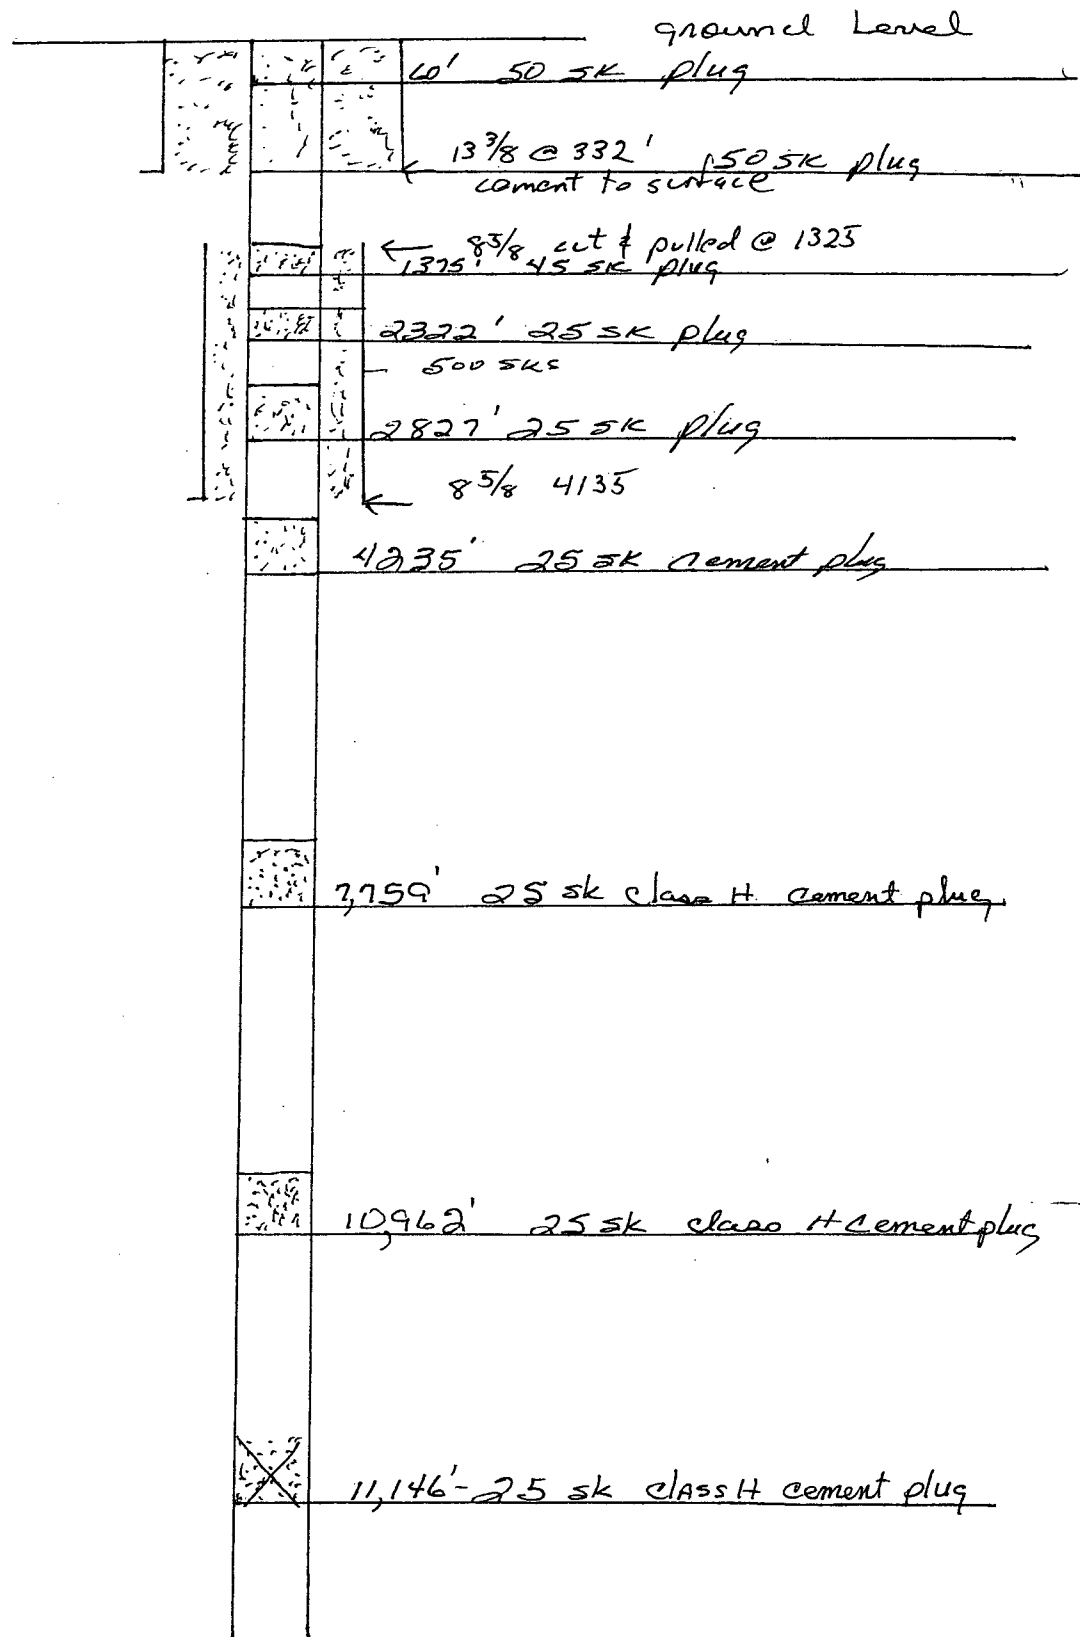 ground Level
60' 50 sk plug
13 3/8 @ 332' 50 SK plug
cement to surface
← 8 5/8 cut & pulled @ 1325
1375' 45 sk plug
2322' 25 sk plug
500 sks
2827' 25 sk plug
8 5/8 4135
4235' 25 sk cement plug
7,759' 25 sk class H cement plug
10,962' 25 sk class H cement plug
11,146' - 25 sk class H cement plug